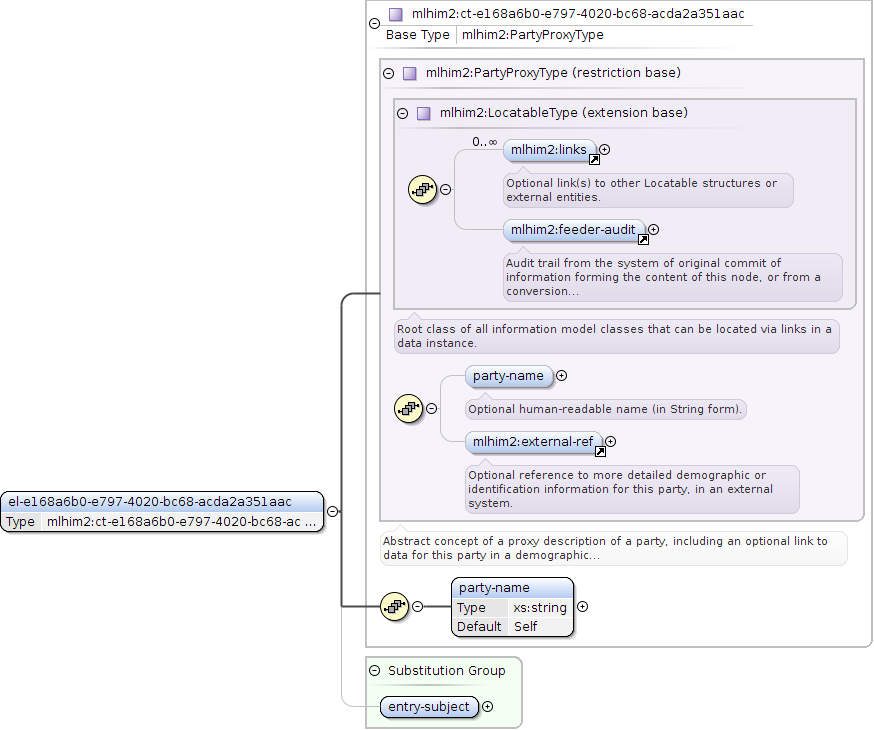 mlhim2:ct-e168a6b0-e797-4020-bc68-acda2a351aac
Base Type mlhim2:PartyProxyType
mlhim2:PartyProxyType (restriction base)
mlhim2:LocatableType (extension base)
0..∞
mlhim2:links
Optional link(s) to other Locatable structures or
external entities.
mlhim2:feeder-audit
Audit trail from the system of original commit of
information forming the content of this node, or from a
conversion...
Root class of all information model classes that can be located via links in a
data instance.
party-name
Optional human-readable name (in String form).
mlhim2:external-ref
Optional reference to more detailed demographic or
identification information for this party, in an external
system.
el-e168a6b0-e797-4020-bc68-acda2a351aac
Type mlhim2:ct-e168a6b0-e797-4020-bc68-ac ...
Abstract concept of a proxy description of a party, including an optional link to
data for this party in a demographic...
party-name
Type xs:string
Default Self
Substitution Group
entry-subject